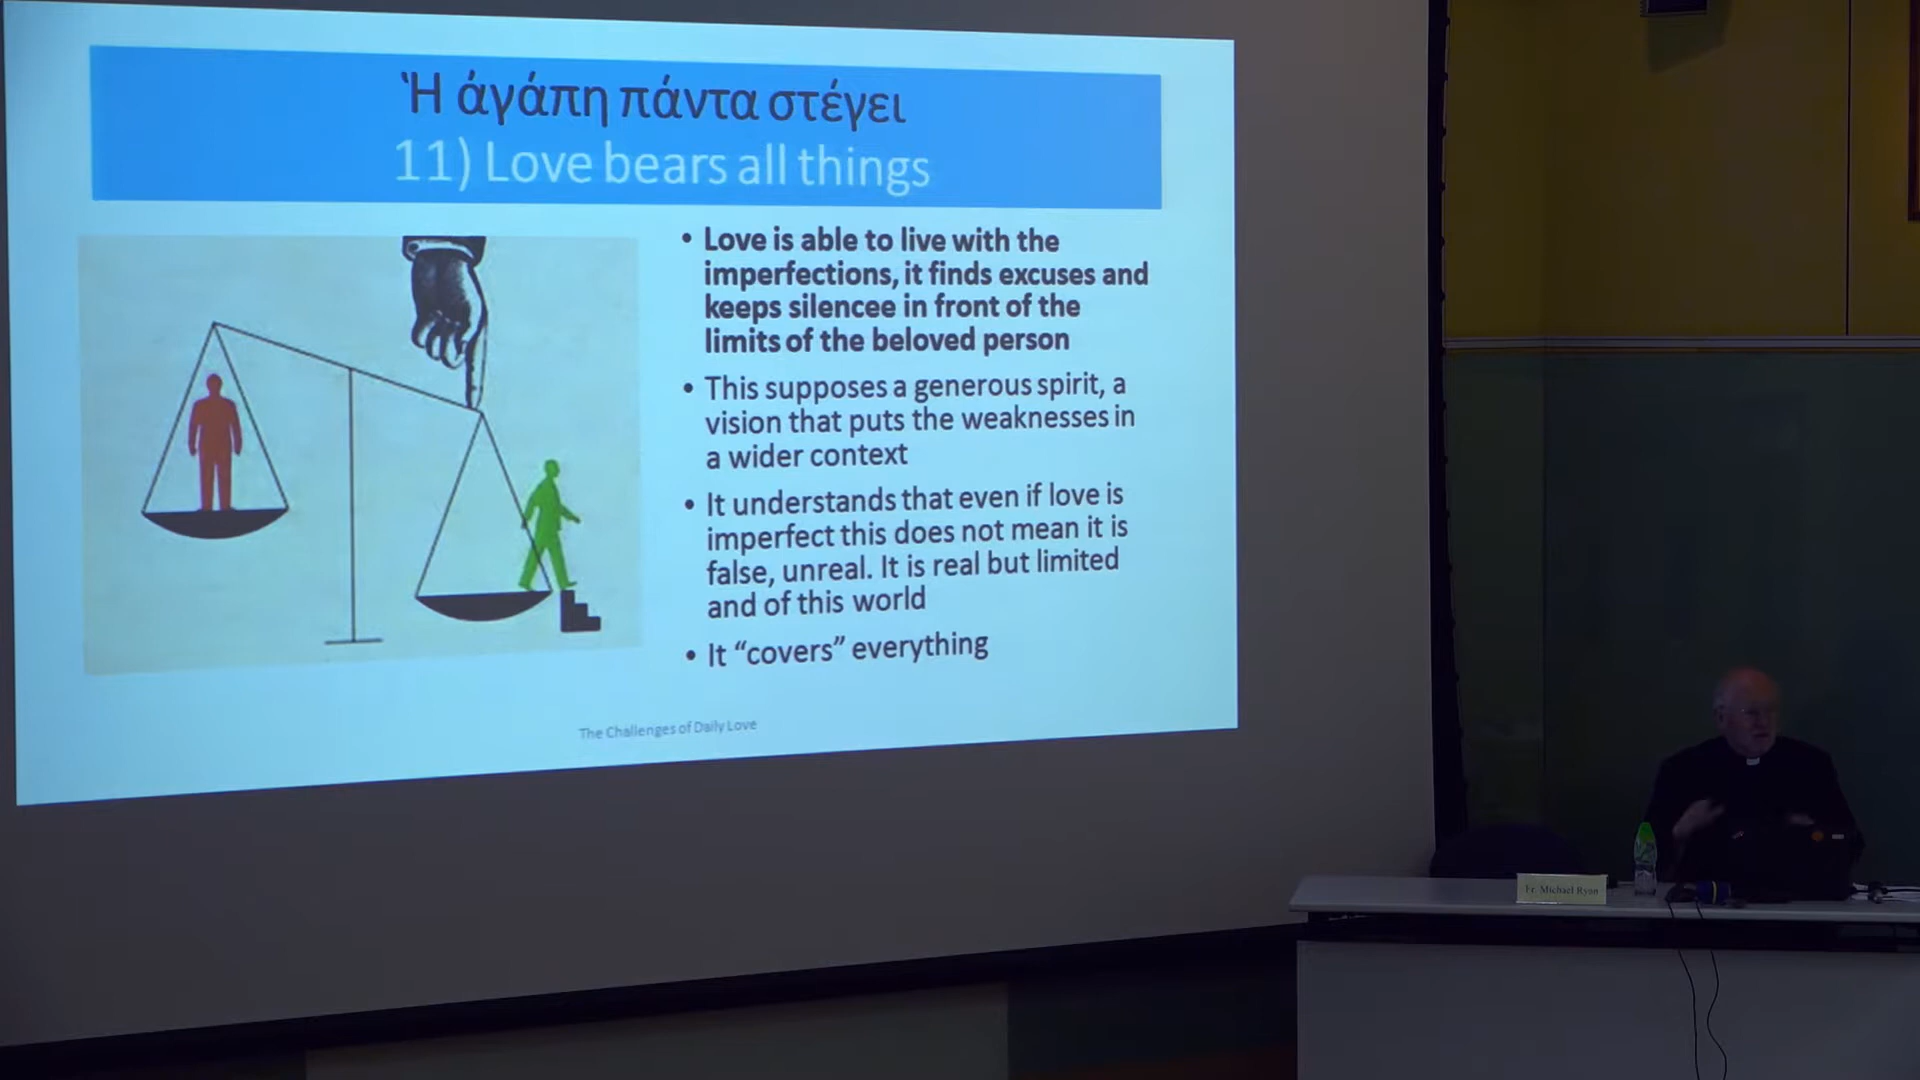 Ἡ ἀγάπη πάντα στέγει
11) Love bears all things
• Love is able to live with the
imperfections, it finds excuses and
keeps silencee in front of the
limits of the beloved person
• This supposes a generous spirit, a
vision that puts the weaknesses in
a wider context
• It understands that even if love is
imperfect this does not mean it is
false, unreal. It is real but limited
and of this world
• It “covers” everything
The Challenges of Daily Love
Fr. Michael Ryan